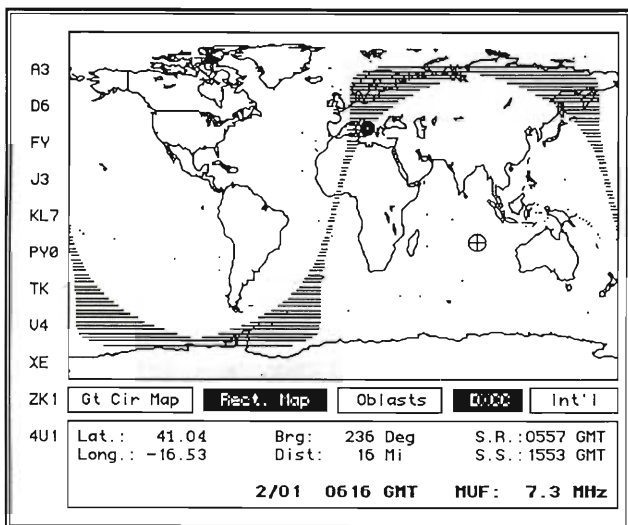 A3
D6
FY
J3
KL7
PY0
TK
V4
XE
ZK1
4U1
Gt Cir Map Rect. Map Oblasts DXCC Int'l
Lat.: 41.04 Brg: 236 Deg S.R.:0557 GMT
Long.: -16.53 Dist: 16 Mi S.S.:1553 GMT
2/01 0616 GMT MUF: 7.3 MHz